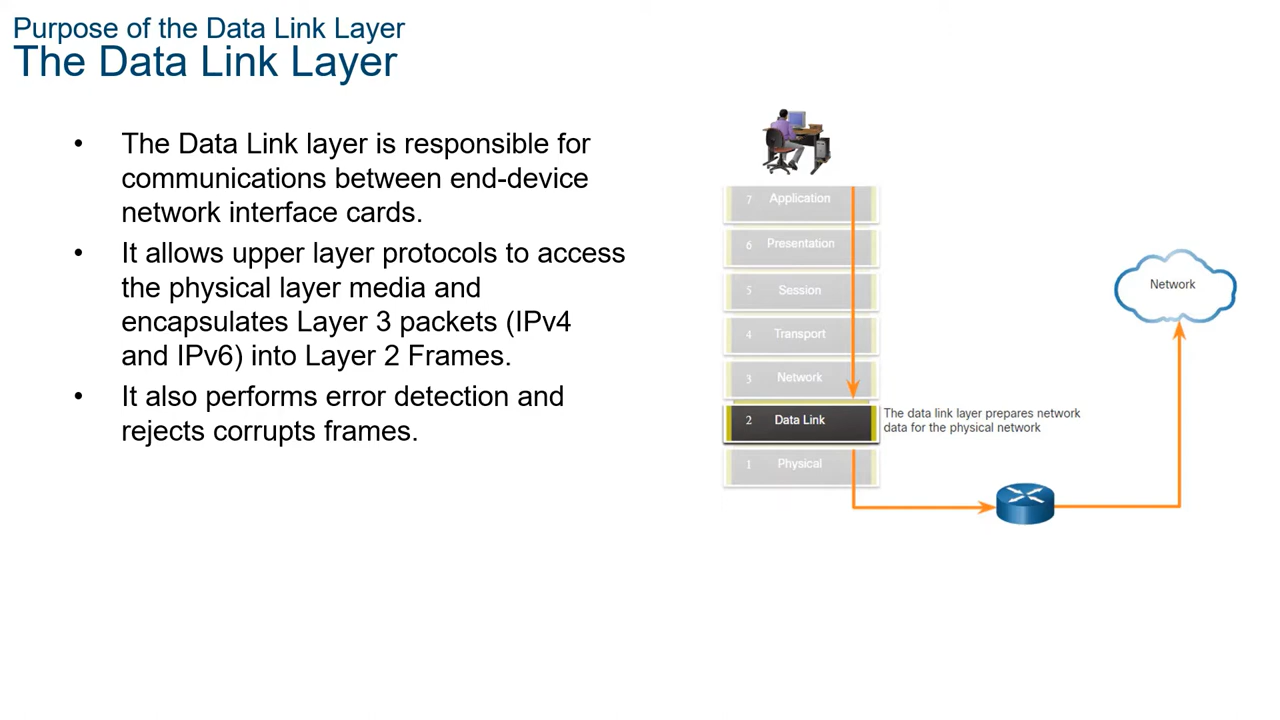 Purpose of the Data Link Layer
The Data Link Layer
• The Data Link layer is responsible for
communications between end-device
network interface cards.
• It allows upper layer protocols to access
the physical layer media and
encapsulates Layer 3 packets (IPv4
and IPv6) into Layer 2 Frames.
• It also performs error detection and
rejects corrupts frames.
7 Application
6 Presentation
5 Session
4 Transport
3 Network
2 Data Link
1 Physical
The data link layer prepares network
data for the physical network
Network